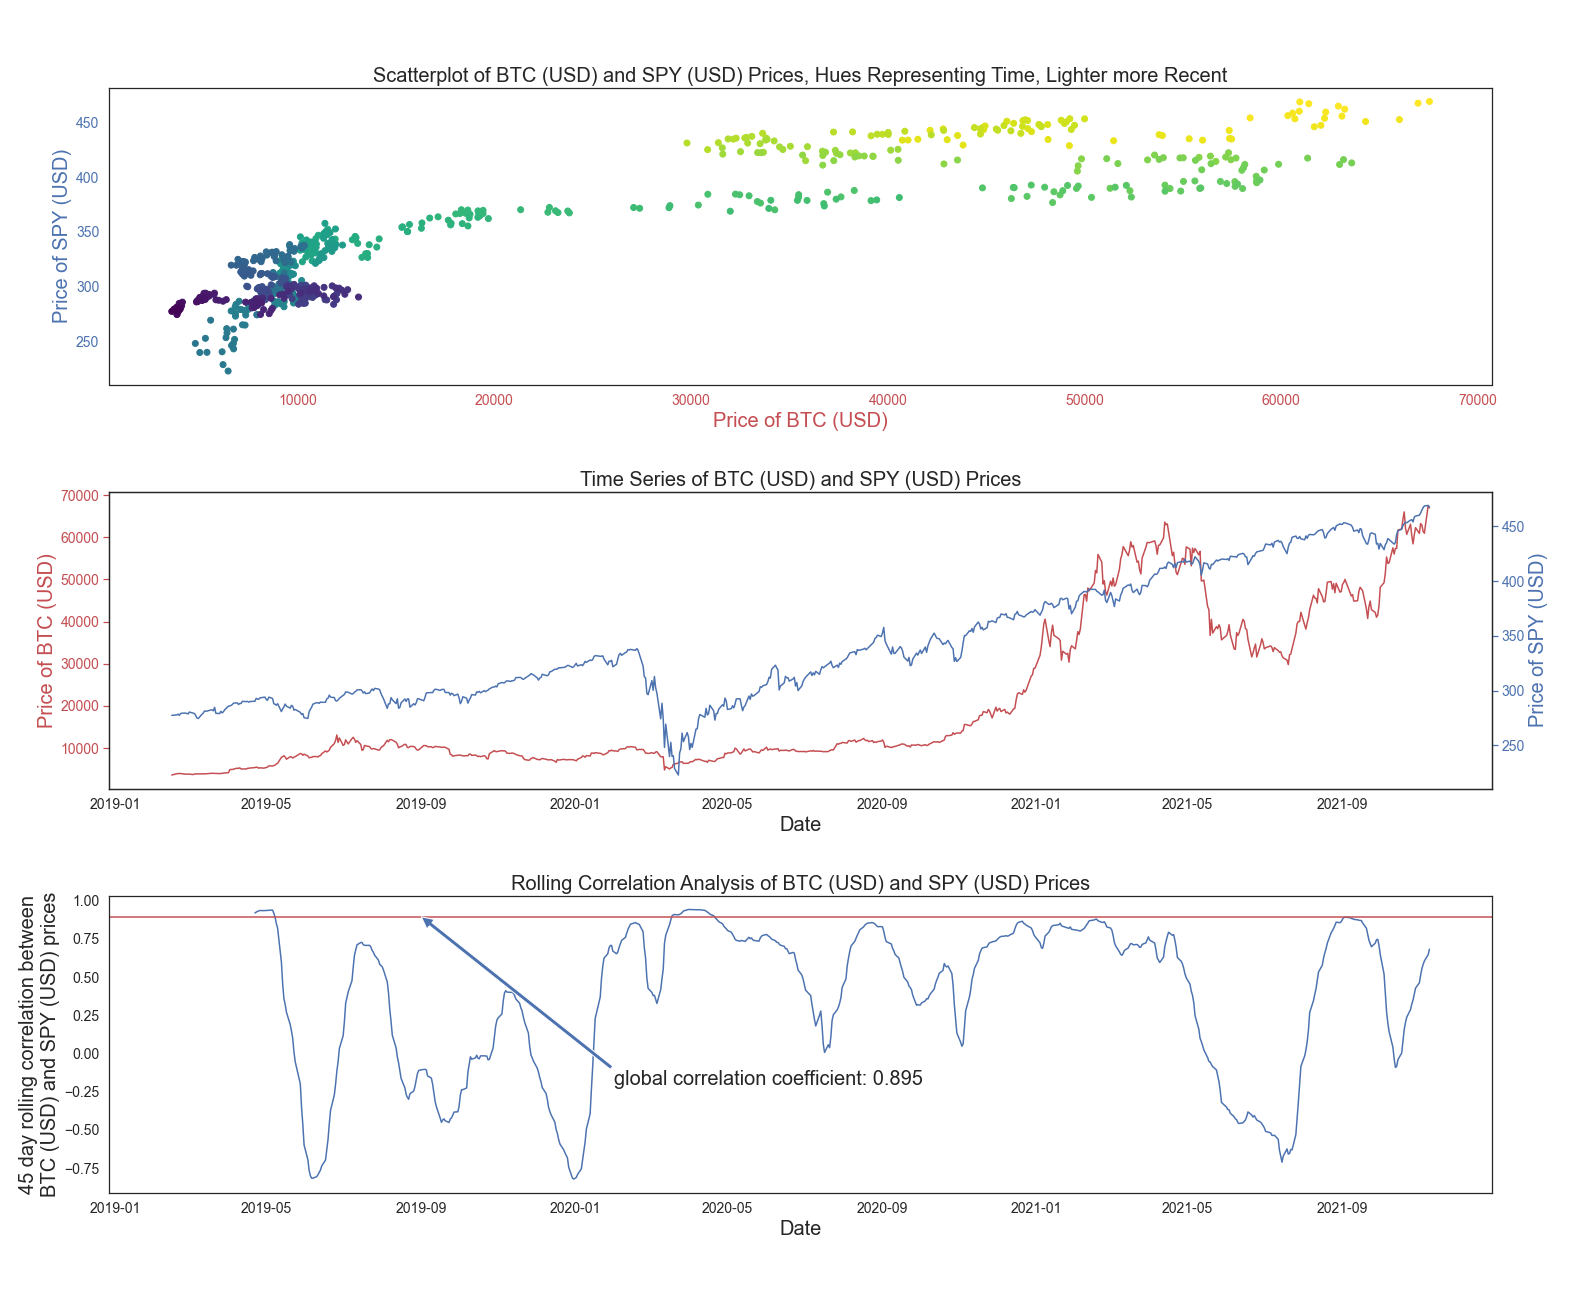 Scatterplot of BTC (USD) and SPY (USD) Prices, Hues Representing Time, Lighter more Recent
Price of SPY (USD)
450
400
350
300
250
10000 20000 30000 40000 50000 60000 70000
Price of BTC (USD)
Time Series of BTC (USD) and SPY (USD) Prices
Price of BTC (USD)
70000
60000
50000
40000
30000
20000
10000
450
400
350
300
250
Price of SPY (USD)
2019-01 2019-05 2019-09 2020-01 2020-05 2020-09 2021-01 2021-05 2021-09
Date
Rolling Correlation Analysis of BTC (USD) and SPY (USD) Prices
45 day rolling correlation between
BTC (USD) and SPY (USD) prices
1.00
0.75
0.50
0.25
0.00
−0.25
−0.50
−0.75
global correlation coefficient: 0.895
2019-01 2019-05 2019-09 2020-01 2020-05 2020-09 2021-01 2021-05 2021-09
Date